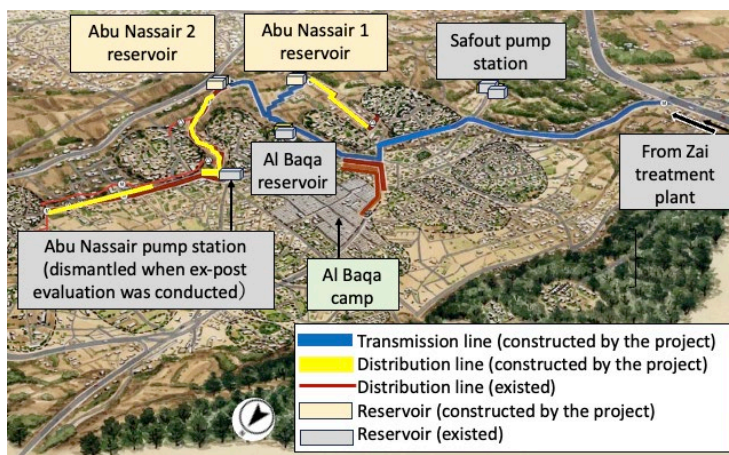 Abu Nassair 2
reservoir
Abu Nassair 1
reservoir
Safout pump
station
Al Baqa
reservoir
From Zai
treatment
plant
Abu Nassair pump station
(dismantled when ex-post
evaluation was conducted）
Al Baqa
camp
Transmission line (constructed by the project)
Distribution line (constructed by the project)
Distribution line (existed)
Reservoir (constructed by the project)
Reservoir (existed)